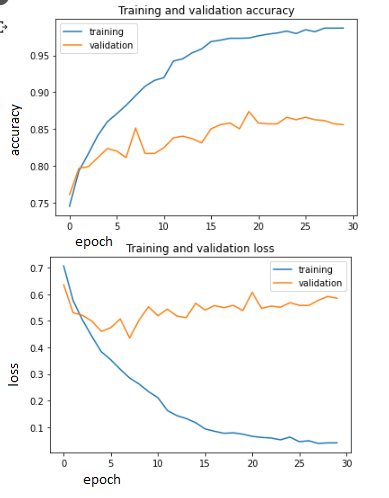 Training and validation accuracy
training
validation
accuracy
0.95
0.90
0.85
0.80
0.75
0 5 10 15 20 25 30
epoch
Training and validation loss
training
validation
loss
0.7
0.6
0.5
0.4
0.3
0.2
0.1
0 5 10 15 20 25 30
epoch